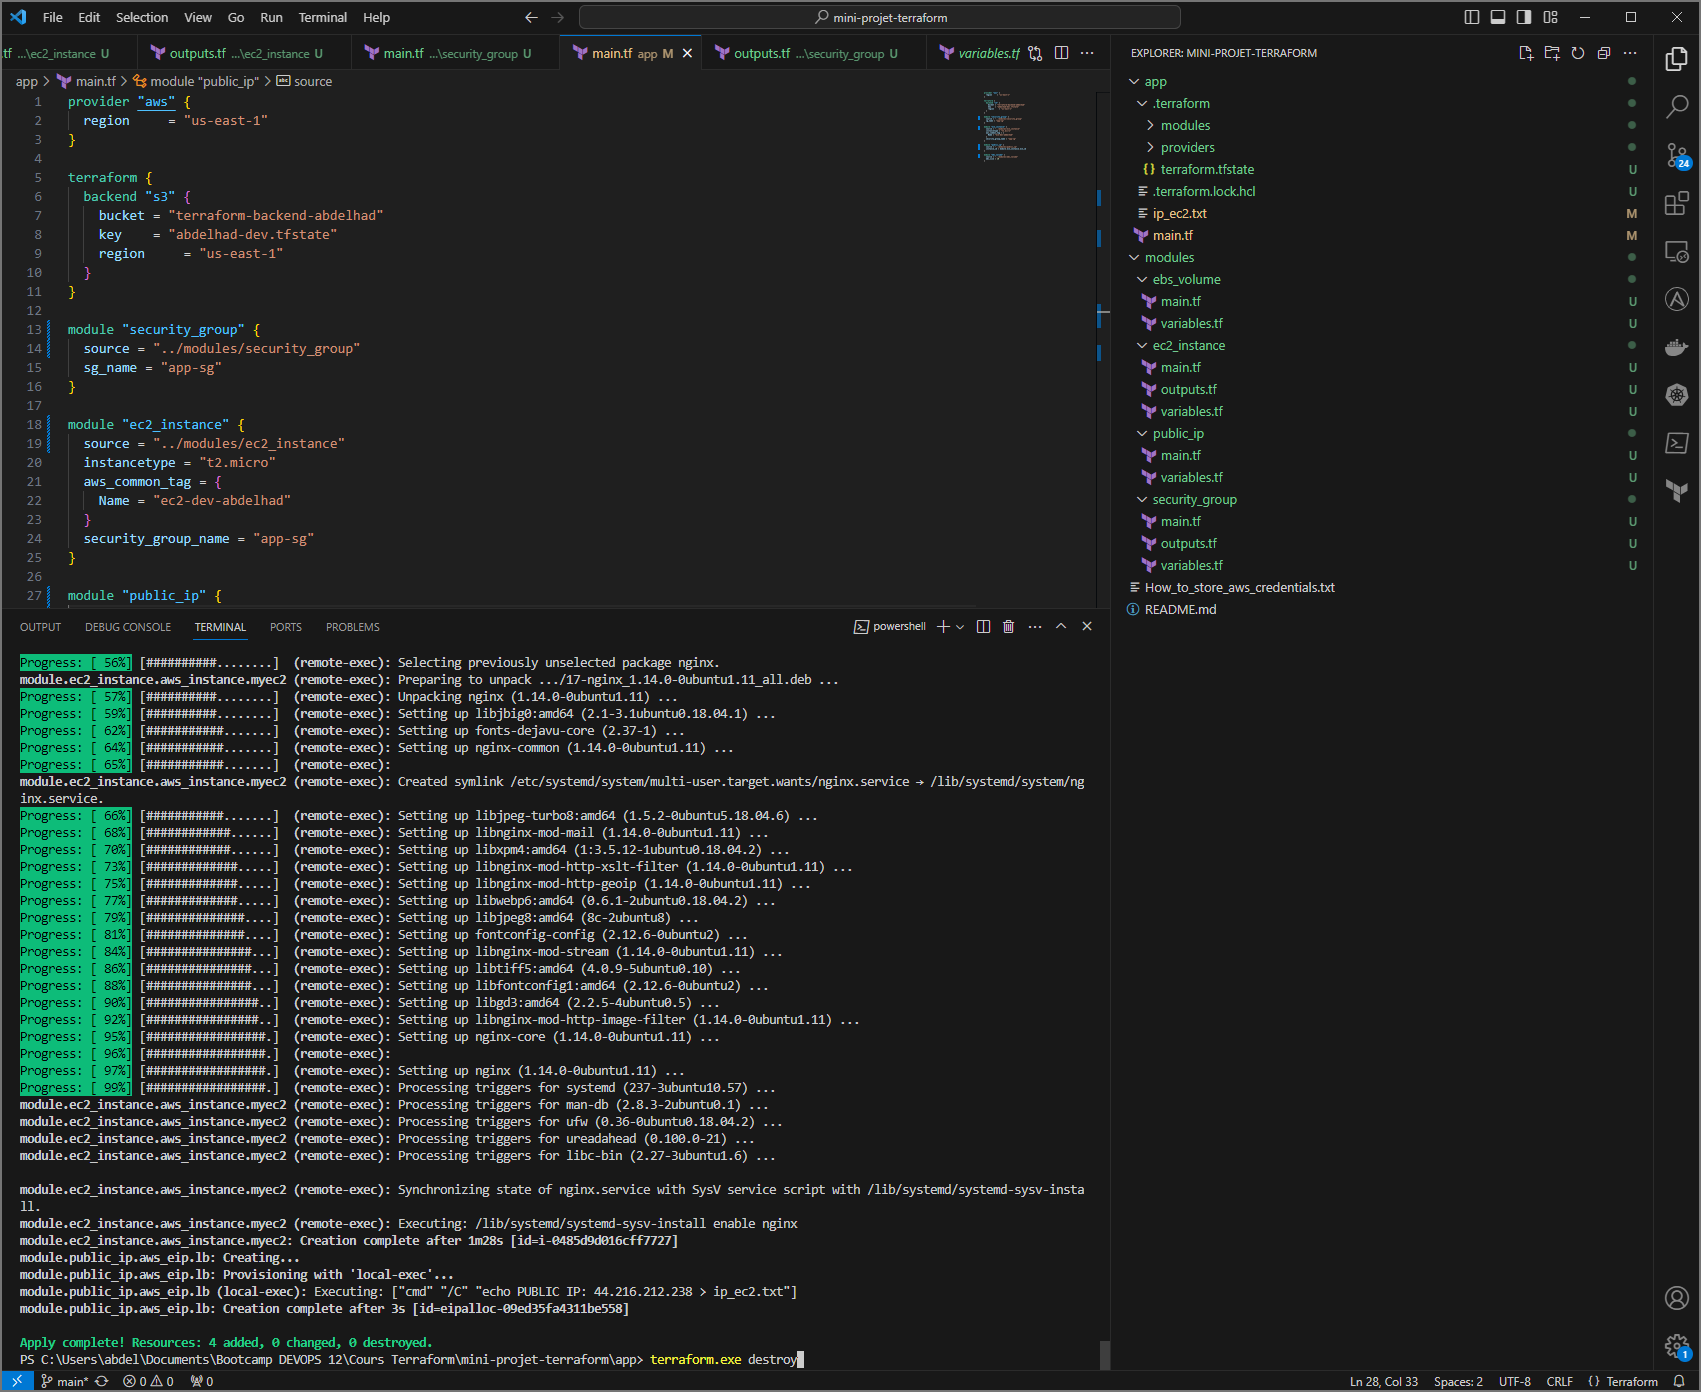 File Edit Selection View Go Run Terminal Help
mini-projet-terraform
.tf ...\ec2_instance U
outputs.tf ...\ec2_instance U
main.tf ...\security_group U
main.tf app M
outputs.tf ...\security_group U
variables.tf
app > main.tf > module "public_ip" > source
1 provider "aws" {
2 region = "us-east-1"
3 }
4
5 terraform {
6 backend "s3" {
7 bucket = "terraform-backend-abdelhad"
8 key = "abdelhad-dev.tfstate"
9 region = "us-east-1"
10 }
11 }
12
13 module "security_group" {
14 source = "../modules/security_group"
15 sg_name = "app-sg"
16 }
17
18 module "ec2_instance" {
19 source = "../modules/ec2_instance"
20 instancetype = "t2.micro"
21 aws_common_tag = {
22 Name = "ec2-dev-abdelhad"
23 }
24 security_group_name = "app-sg"
25 }
26
27 module "public_ip" {
OUTPUT DEBUG CONSOLE TERMINAL PORTS PROBLEMS
powershell
Progress: [ 56%] [##########........] (remote-exec): Selecting previously unselected package nginx.
module.ec2_instance.aws_instance.myec2 (remote-exec): Preparing to unpack .../17-nginx_1.14.0-0ubuntu1.11_all.deb ...
Progress: [ 57%] [##########........] (remote-exec): Unpacking nginx (1.14.0-0ubuntu1.11) ...
Progress: [ 59%] [##########........] (remote-exec): Setting up libjbig0:amd64 (2.1-3.1ubuntu0.18.04.1) ...
Progress: [ 62%] [###########.......] (remote-exec): Setting up fonts-dejavu-core (2.37-1) ...
Progress: [ 64%] [###########.......] (remote-exec): Setting up nginx-common (1.14.0-0ubuntu1.11) ...
Progress: [ 65%] [###########.......] (remote-exec):
module.ec2_instance.aws_instance.myec2 (remote-exec): Created symlink /etc/systemd/system/multi-user.target.wants/nginx.service → /lib/systemd/system/ng
inx.service.
Progress: [ 66%] [###########.......] (remote-exec): Setting up libjpeg-turbo8:amd64 (1.5.2-0ubuntu5.18.04.6) ...
Progress: [ 68%] [############......] (remote-exec): Setting up libnginx-mod-mail (1.14.0-0ubuntu1.11) ...
Progress: [ 70%] [############......] (remote-exec): Setting up libxpm4:amd64 (1:3.5.12-1ubuntu0.18.04.2) ...
Progress: [ 73%] [#############.....] (remote-exec): Setting up libnginx-mod-http-xslt-filter (1.14.0-0ubuntu1.11) ...
Progress: [ 75%] [#############.....] (remote-exec): Setting up libnginx-mod-http-geoip (1.14.0-0ubuntu1.11) ...
Progress: [ 77%] [#############.....] (remote-exec): Setting up libwebp6:amd64 (0.6.1-2ubuntu0.18.04.2) ...
Progress: [ 79%] [##############....] (remote-exec): Setting up libjpeg8:amd64 (8c-2ubuntu8) ...
Progress: [ 81%] [##############....] (remote-exec): Setting up fontconfig-config (2.12.6-0ubuntu2) ...
Progress: [ 84%] [###############...] (remote-exec): Setting up libnginx-mod-stream (1.14.0-0ubuntu1.11) ...
Progress: [ 86%] [###############...] (remote-exec): Setting up libtiff5:amd64 (4.0.9-5ubuntu0.10) ...
Progress: [ 88%] [###############...] (remote-exec): Setting up libfontconfig1:amd64 (2.12.6-0ubuntu2) ...
Progress: [ 90%] [################..] (remote-exec): Setting up libgd3:amd64 (2.2.5-4ubuntu0.5) ...
Progress: [ 92%] [################..] (remote-exec): Setting up libnginx-mod-http-image-filter (1.14.0-0ubuntu1.11) ...
Progress: [ 95%] [#################.] (remote-exec): Setting up nginx-core (1.14.0-0ubuntu1.11) ...
Progress: [ 96%] [#################.] (remote-exec):
Progress: [ 97%] [#################.] (remote-exec): Setting up nginx (1.14.0-0ubuntu1.11) ...
Progress: [ 99%] [#################.] (remote-exec): Processing triggers for systemd (237-3ubuntu10.57) ...
module.ec2_instance.aws_instance.myec2 (remote-exec): Processing triggers for man-db (2.8.3-2ubuntu0.1) ...
module.ec2_instance.aws_instance.myec2 (remote-exec): Processing triggers for ufw (0.36-0ubuntu0.18.04.2) ...
module.ec2_instance.aws_instance.myec2 (remote-exec): Processing triggers for ureadahead (0.100.0-21) ...
module.ec2_instance.aws_instance.myec2 (remote-exec): Processing triggers for libc-bin (2.27-3ubuntu1.6) ...
module.ec2_instance.aws_instance.myec2 (remote-exec): Synchronizing state of nginx.service with SysV service script with /lib/systemd/systemd-sysv-insta
ll.
module.ec2_instance.aws_instance.myec2 (remote-exec): Executing: /lib/systemd/systemd-sysv-install enable nginx
module.ec2_instance.aws_instance.myec2: Creation complete after 1m28s [id=i-0485d9d016cff7727]
module.public_ip.aws_eip.lb: Creating...
module.public_ip.aws_eip.lb: Provisioning with 'local-exec'...
module.public_ip.aws_eip.lb (local-exec): Executing: ["cmd" "/C" "echo PUBLIC IP: 44.216.212.238 > ip_ec2.txt"]
module.public_ip.aws_eip.lb: Creation complete after 3s [id=eipalloc-09ed35fa4311be558]
Apply complete! Resources: 4 added, 0 changed, 0 destroyed.
PS C:\Users\abdel\Documents\Bootcamp DEVOPS 12\Cours Terraform\mini-projet-terraform\app> terraform.exe destroy
EXPLORER: MINI-PROJET-TERRAFORM
app
.terraform
modules
providers
terraform.tfstate U
.terraform.lock.hcl U
ip_ec2.txt M
main.tf M
modules
ebs_volume
main.tf U
variables.tf U
ec2_instance
main.tf U
outputs.tf U
variables.tf U
public_ip
main.tf U
variables.tf U
security_group
main.tf U
outputs.tf U
variables.tf U
How_to_store_aws_credentials.txt
README.md
24
1
main* 0 0 0
Ln 28, Col 33 Spaces: 2 UTF-8 CRLF {} Terraform